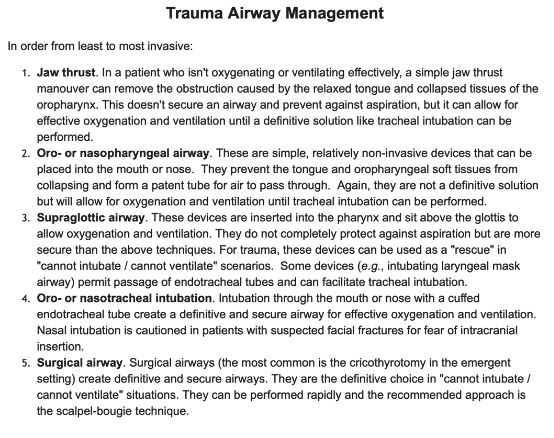 Trauma Airway Management
In order from least to most invasive:
1. Jaw thrust. In a patient who isn't oxygenating or ventilating effectively, a simple jaw thrust
manouver can remove the obstruction caused by the relaxed tongue and collapsed tissues of the
oropharynx. This doesn't secure an airway and prevent against aspiration, but it can allow for
effective oxygenation and ventilation until a definitive solution like tracheal intubation can be
performed.
2. Oro- or nasopharyngeal airway. These are simple, relatively non-invasive devices that can be
placed into the mouth or nose.  They prevent the tongue and oropharyngeal soft tissues from
collapsing and form a patent tube for air to pass through.  Again, they are not a definitive solution
but will allow for oxygenation and ventilation until tracheal intubation can be performed.
3. Supraglottic airway. These devices are inserted into the pharynx and sit above the glottis to
allow oxygenation and ventilation. They do not completely protect against aspiration but are more
secure than the above techniques. For trauma, these devices can be used as a "rescue" in
"cannot intubate / cannot ventilate" scenarios.  Some devices (e.g., intubating laryngeal mask
airway) permit passage of endotracheal tubes and can facilitate tracheal intubation.
4. Oro- or nasotracheal intubation. Intubation through the mouth or nose with a cuffed
endotracheal tube create a definitive and secure airway for effective oxygenation and ventilation.
Nasal intubation is cautioned in patients with suspected facial fractures for fear of intracranial
insertion.
5. Surgical airway. Surgical airways (the most common is the cricothyrotomy in the emergent
setting) create definitive and secure airways. They are the definitive choice in "cannot intubate /
cannot ventilate" situations. They can be performed rapidly and the recommended approach is
the scalpel-bougie technique.